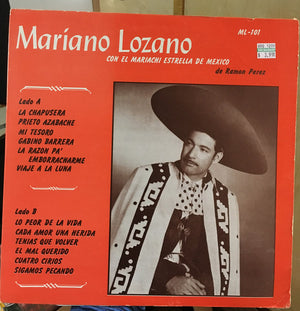 Mariano Lozano
ML-101
CON EL MARIACHI ESTRELLA DE MEXICO
de Ramon Perez
Lado A
LA CHAPUSERA
PRIETO AZABACHE
MI TESORO
GABINO BARRERA
LA RAZON PA'
EMBORRACHARME
VIAJE A LA LUNA
Lado B
LO PEOR DE LA VIDA
CADA AMOR UNA HERIDA
TENIAS QUE VOLVER
EL MAL QUERIDO
CUATRO CIRIOS
SIGAMOS PECANDO